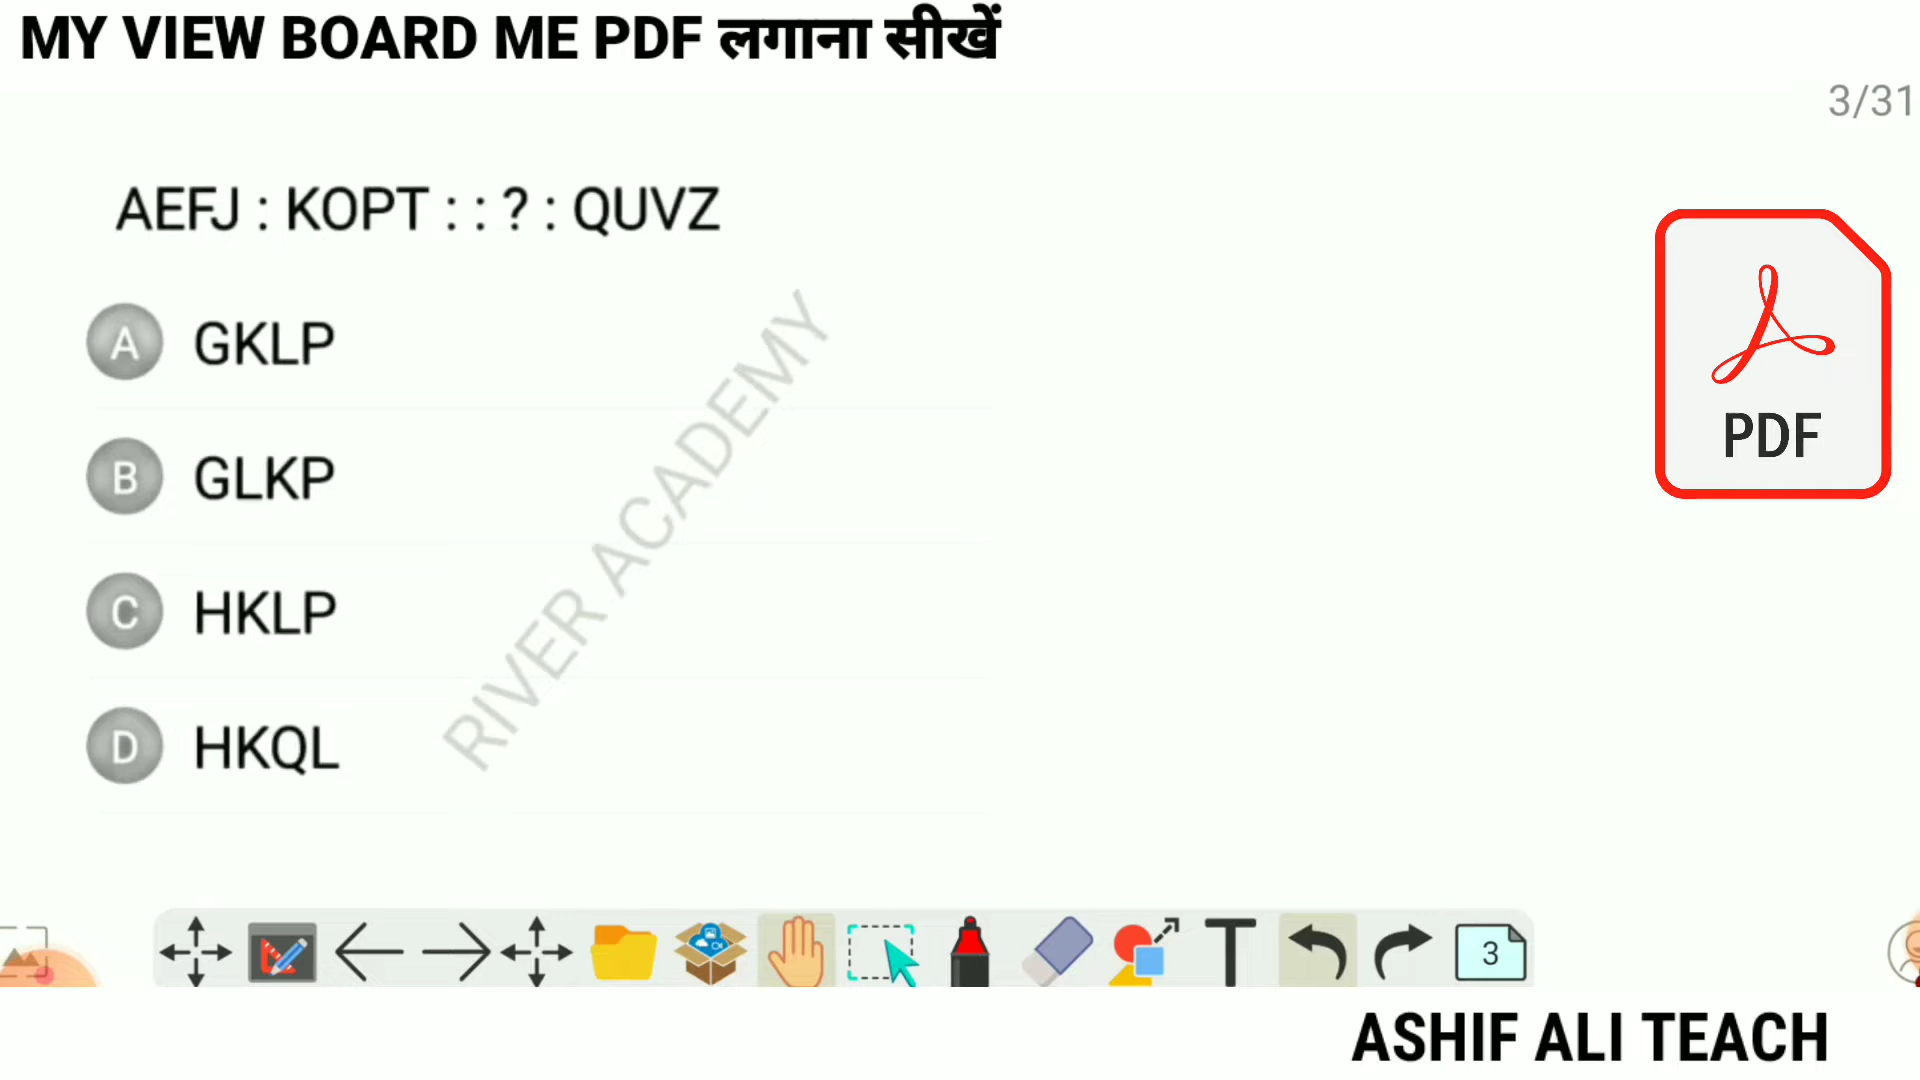 MY VIEW BOARD ME PDF लगाना सीखें
3/31
AEFJ : KOPT : : ? : QUVZ
A GKLP
B GLKP
C HKLP
D HKQL
RIVER ACADEMY
PDF
3
ASHIF ALI TEACH